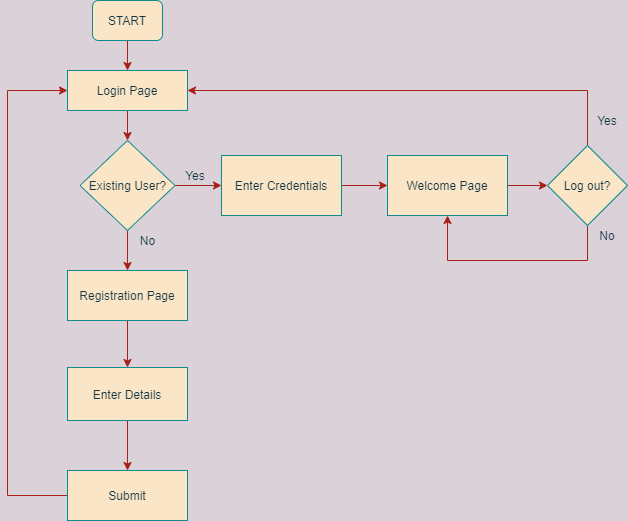 START
Login Page
Yes
Existing User?
Yes
Enter Credentials
Welcome Page
Log out?
No
No
Registration Page
Enter Details
Submit